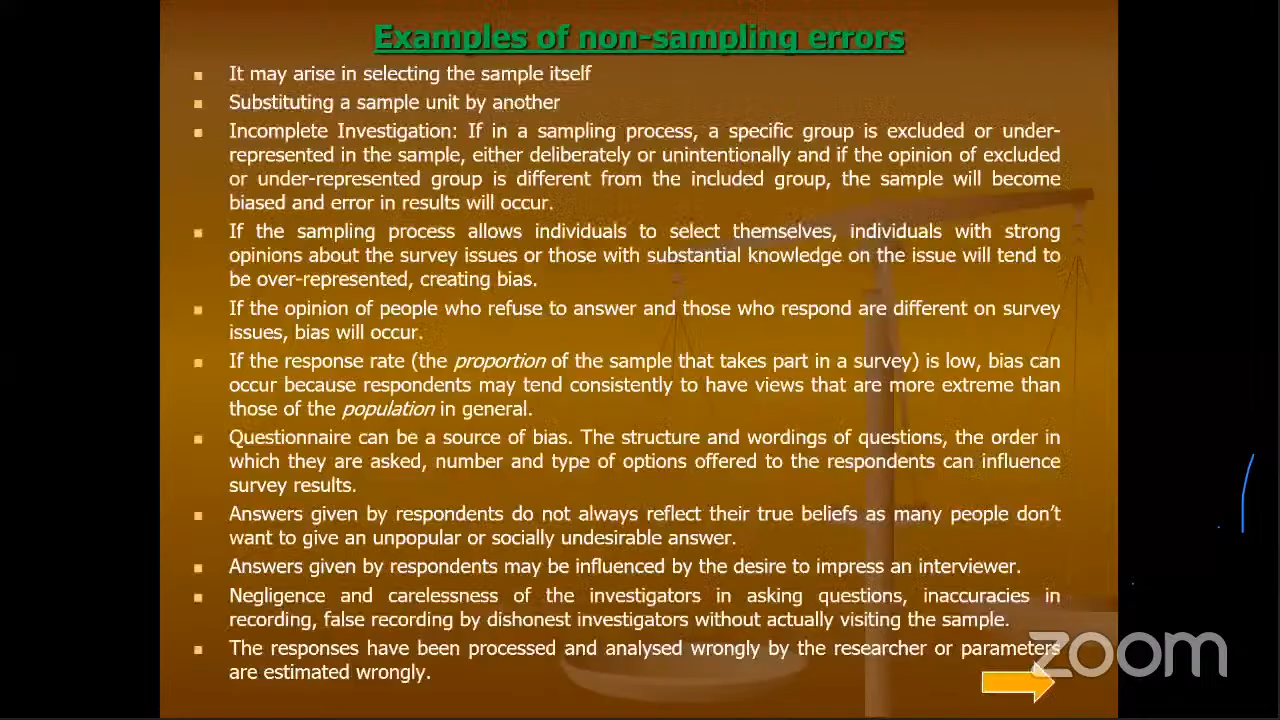 Examples of non-sampling errors
It may arise in selecting the sample itself
Substituting a sample unit by another
Incomplete Investigation: If in a sampling process, a specific group is excluded or under-
represented in the sample, either deliberately or unintentionally and if the opinion of excluded
or under-represented group is different from the included group, the sample will become
biased and error in results will occur.
If the sampling process allows individuals to select themselves, individuals with strong
opinions about the survey issues or those with substantial knowledge on the issue will tend to
be over-represented, creating bias.
If the opinion of people who refuse to answer and those who respond are different on survey
issues, bias will occur.
If the response rate (the proportion of the sample that takes part in a survey) is low, bias can
occur because respondents may tend consistently to have views that are more extreme than
those of the population in general.
Questionnaire can be a source of bias. The structure and wordings of questions, the order in
which they are asked, number and type of options offered to the respondents can influence
survey results.
Answers given by respondents do not always reflect their true beliefs as many people don't
want to give an unpopular or socially undesirable answer.
Answers given by respondents may be influenced by the desire to impress an interviewer.
Negligence and carelessness of the investigators in asking questions, inaccuracies in
recording, false recording by dishonest investigators without actually visiting the sample.
The responses have been processed and analysed wrongly by the researcher or parameters
are estimated wrongly.
zoom